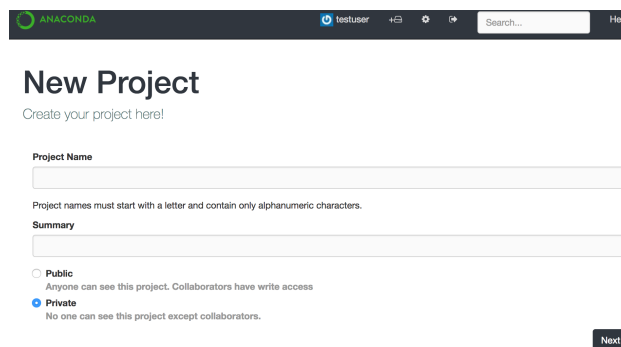 ANACONDA testuser Search... He
New Project
Create your project here!
Project Name
Project names must start with a letter and contain only alphanumeric characters.
Summary
Public
Anyone can see this project. Collaborators have write access
Private
No one can see this project except collaborators.
Next